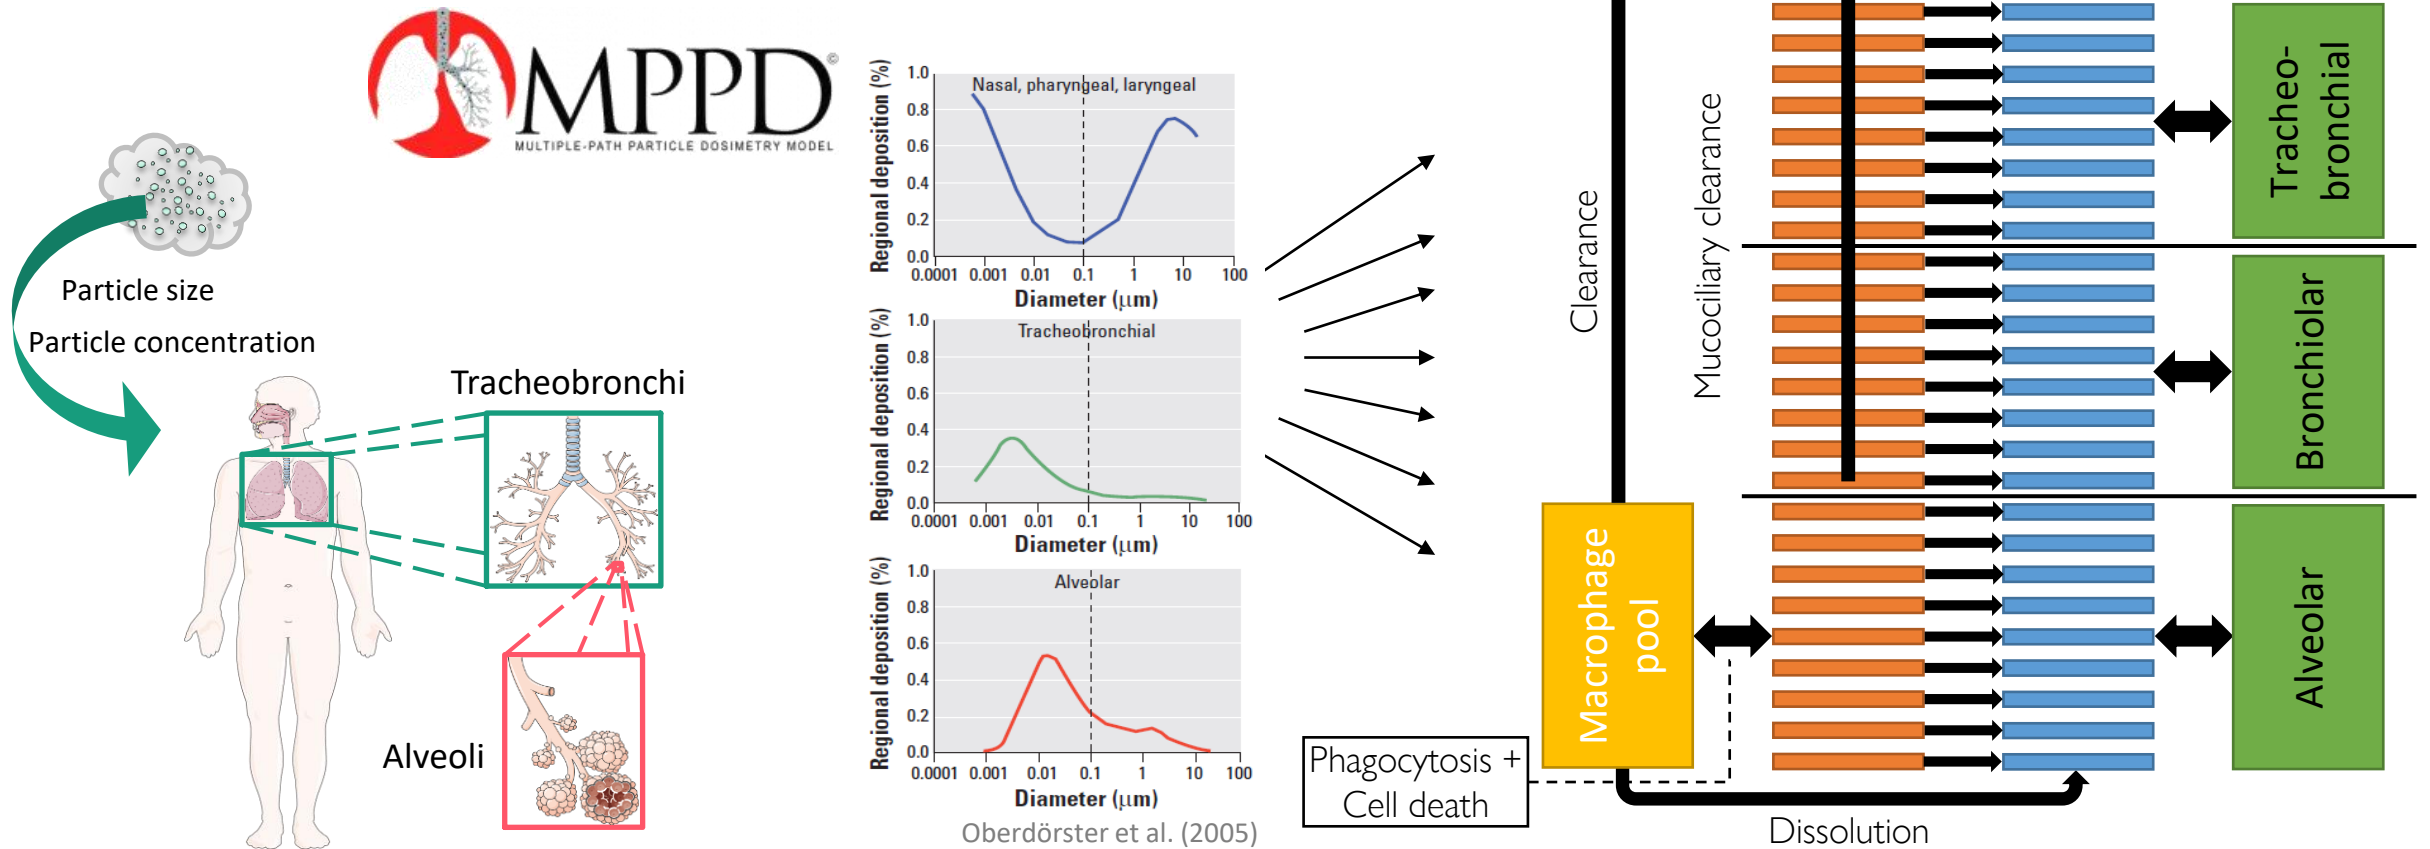 MPPD©
MULTIPLE-PATH PARTICLE DOSIMETRY MODEL
Particle size
Particle concentration
Tracheobronchi
Alveoli
Regional deposition (%)
1.0
0.8
0.6
0.4
0.2
0.0
Nasal, pharyngeal, laryngeal
0.0001 0.001 0.01 0.1 1 10 100
Diameter (μm)
Regional deposition (%)
1.0
0.8
0.6
0.4
0.2
0.0
Tracheobronchial
0.0001 0.001 0.01 0.1 1 10 100
Diameter (μm)
Regional deposition (%)
1.0
0.8
0.6
0.4
0.2
0.0
Alveolar
0.0001 0.001 0.01 0.1 1 10 100
Diameter (μm)
Oberdörster et al. (2005)
Clearance
Mucociliary clearance
Macrophage
pool
Phagocytosis +
Cell death
Dissolution
Tracheo-
bronchial
Bronchiolar
Alveolar